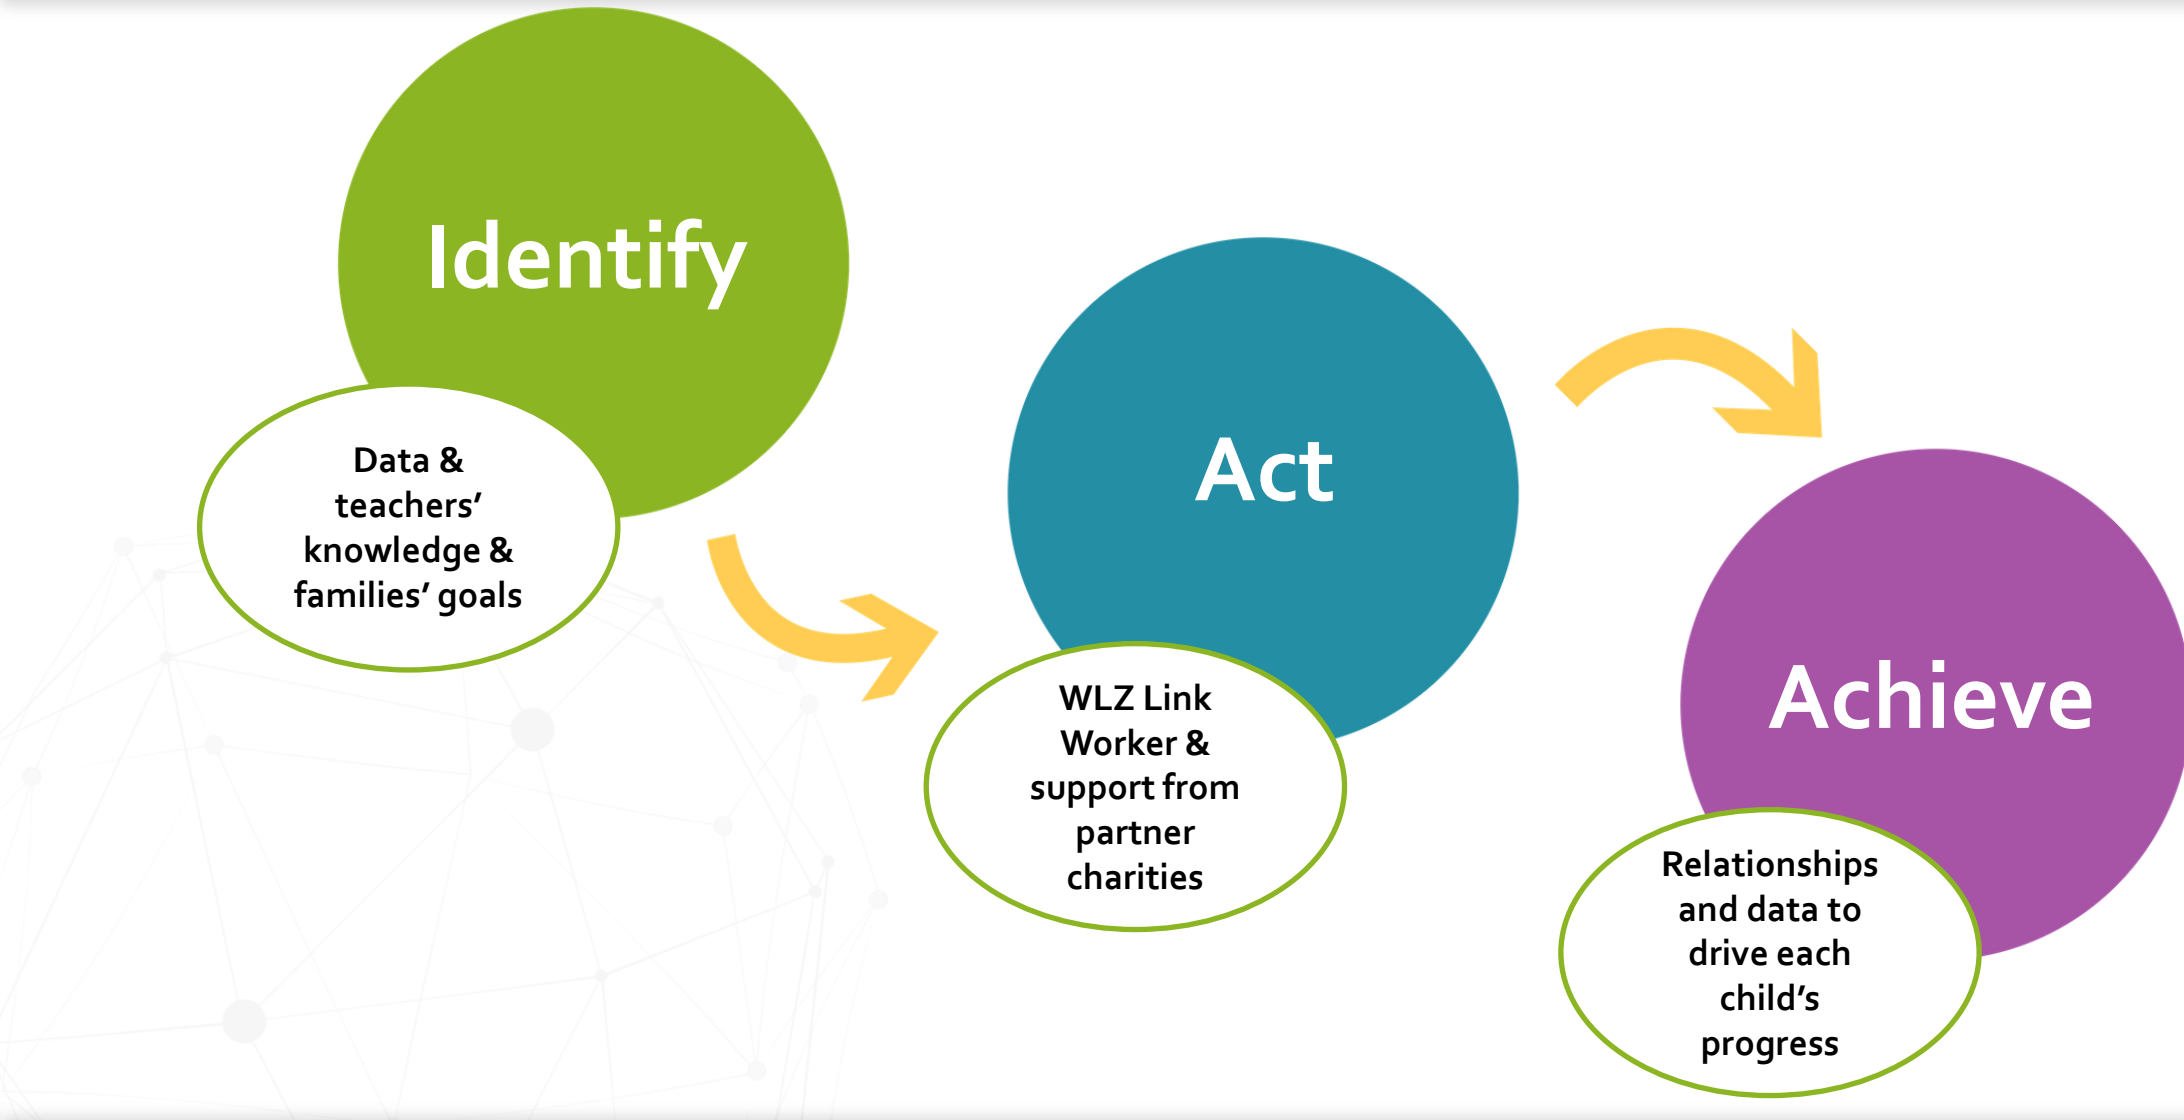 Identify
Data &
teachers’
knowledge &
families’ goals
Act
WLZ Link
Worker &
support from
partner
charities
Achieve
Relationships
and data to
drive each
child’s
progress